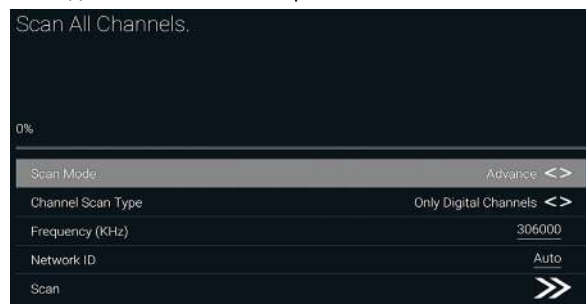 Scan All Channels.
0%
Scan Mode Advance <>
Channel Scan Type Only Digital Channels <>
Frequency (KHz) 306000
Network ID Auto
Scan